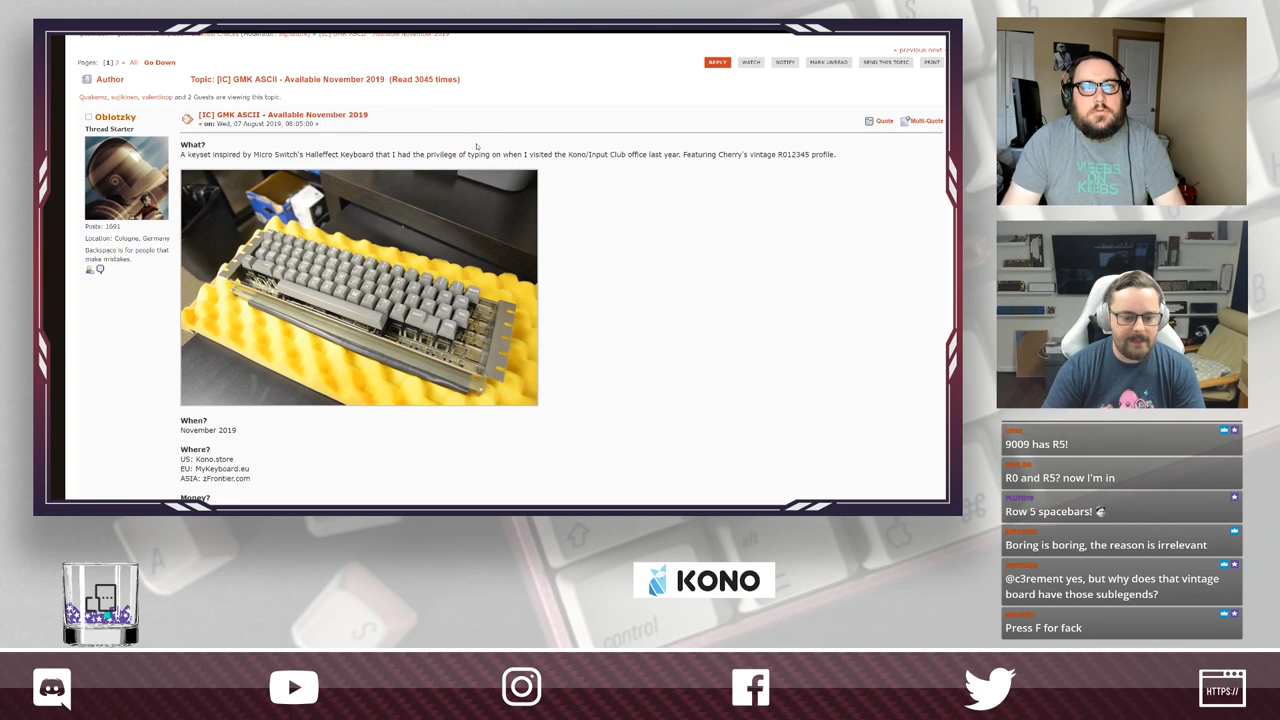 Pages: [1] 2 » All Go Down
« previous next
REPLY WATCH NOTIFY MARK UNREAD SEND THIS TOPIC PRINT
Author
Topic: [IC] GMK ASCII - Available November 2019 (Read 3045 times)
Quakemz, sujikinen, valentinop and 2 Guests are viewing this topic.
Oblotzky
Thread Starter
Posts: 1691
Location: Cologne, Germany
Backspace is for people that
make mistakes.
[IC] GMK ASCII - Available November 2019
« on: Wed, 07 August 2019, 06:05:00 »
Quote Multi-Quote
What?
A keyset inspired by Micro Switch's Halleffect Keyboard that I had the privilege of typing on when I visited the Kono/Input Club office last year. Featuring Cherry's vintage R012345 profile.
When?
November 2019
Where?
US: Kono.store
EU: MyKeyboard.eu
ASIA: zFrontier.com
Money?
WEEBS
ON
KEEBS
9009 has R5!
R0 and R5? now I'm in
Row 5 spacebars!
Boring is boring, the reason is irrelevant
@c3rement yes, but why does that vintage
board have those sublegends?
Press F for fack
KONO
alt
control
S
HTTPS://